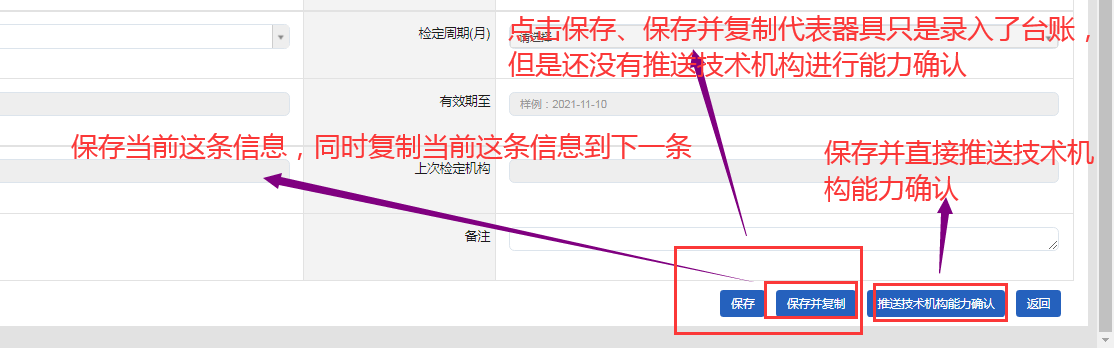 点击保存、保存并复制代表器具只是录入了台账，
但是还没有推送技术机构进行能力确认
检定周期(月)
请选择
有效期至
样例：2021-11-10
保存当前这条信息，同时复制当前这条信息到下一条
上次检定机构
保存并直接推送技术机
构能力确认
备注
保存
保存并复制
推送技术机构能力确认
返回